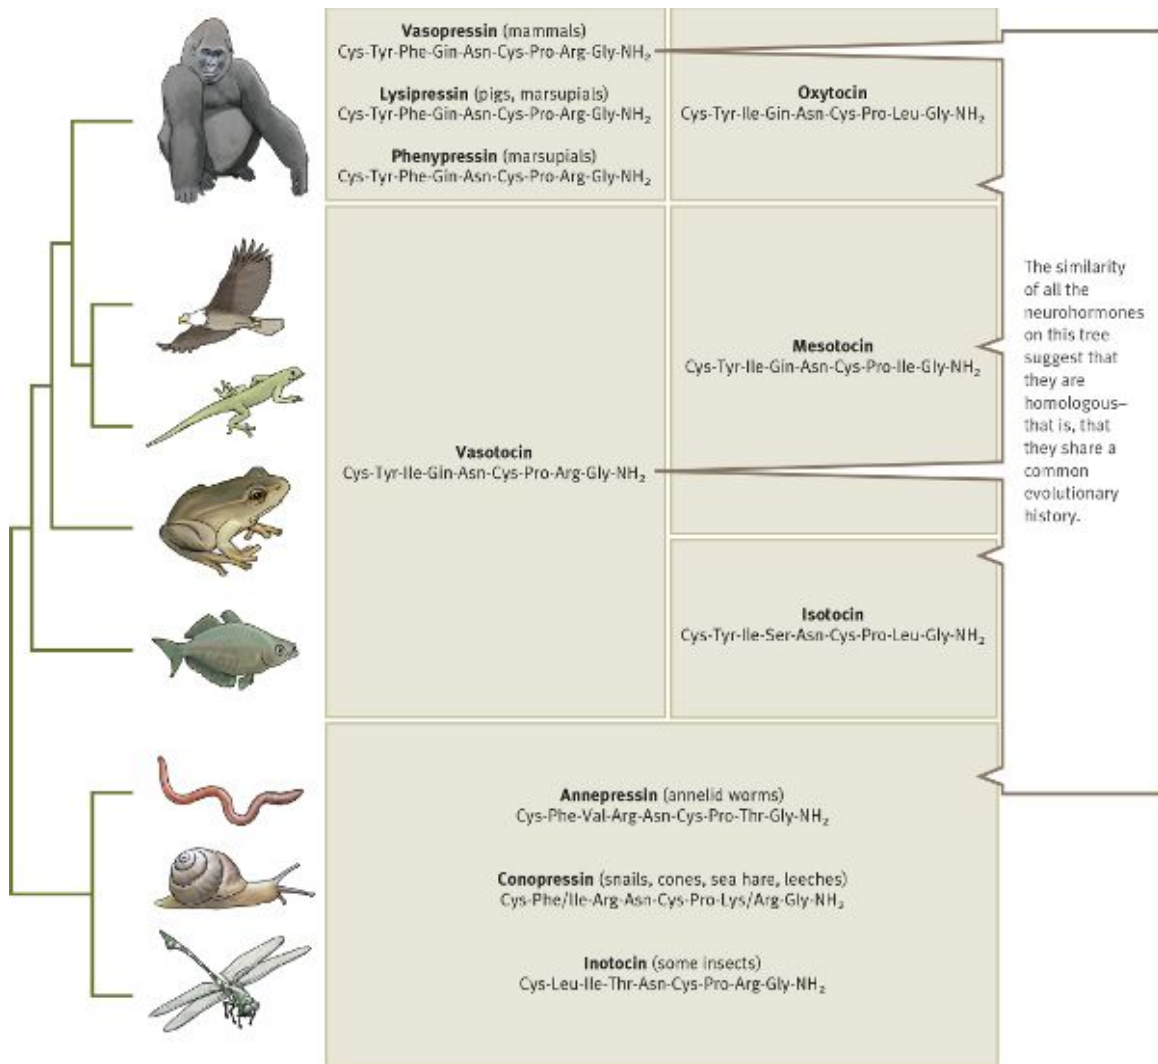 Vasopressin (mammals)
Cys-Tyr-Phe-Gin-Asn-Cys-Pro-Arg-Gly-NH₂
Lysipressin (pigs, marsupials)
Cys-Tyr-Phe-Gin-Asn-Cys-Pro-Arg-Gly-NH₂
Phenypressin (marsupials)
Cys-Tyr-Phe-Gin-Asn-Cys-Pro-Arg-Gly-NH₂
Oxytocin
Cys-Tyr-Ile-Gin-Asn-Cys-Pro-Leu-Gly-NH₂
Vasotocin
Cys-Tyr-Ile-Gin-Asn-Cys-Pro-Arg-Gly-NH₂
Mesotocin
Cys-Tyr-Ile-Gin-Asn-Cys-Pro-Ile-Gly-NH₂
Isotocin
Cys-Tyr-Ile-Ser-Asn-Cys-Pro-Leu-Gly-NH₂
Annepressin (annelid worms)
Cys-Phe-Val-Arg-Asn-Cys-Pro-Thr-Gly-NH₂
Conopressin (snails, cones, sea hare, leeches)
Cys-Phe/Ile-Arg-Asn-Cys-Pro-Lys/Arg-Gly-NH₂
Inotocin (some insects)
Cys-Leu-Ile-Thr-Asn-Cys-Pro-Arg-Gly-NH₂
The similarity
of all the
neurohormones
on this tree
suggest that
they are
homologous–
that is, that
they share a
common
evolutionary
history.